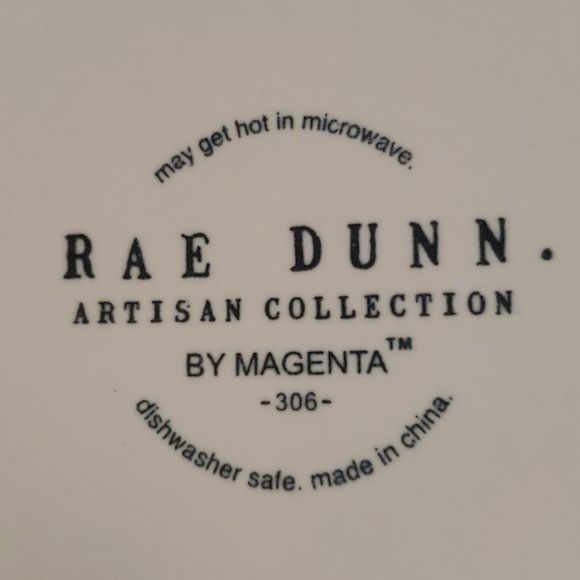 may get hot in microwave.
RAE DUNN.
ARTISAN COLLECTION
BY MAGENTA™
-306-
dishwasher safe. made in china.